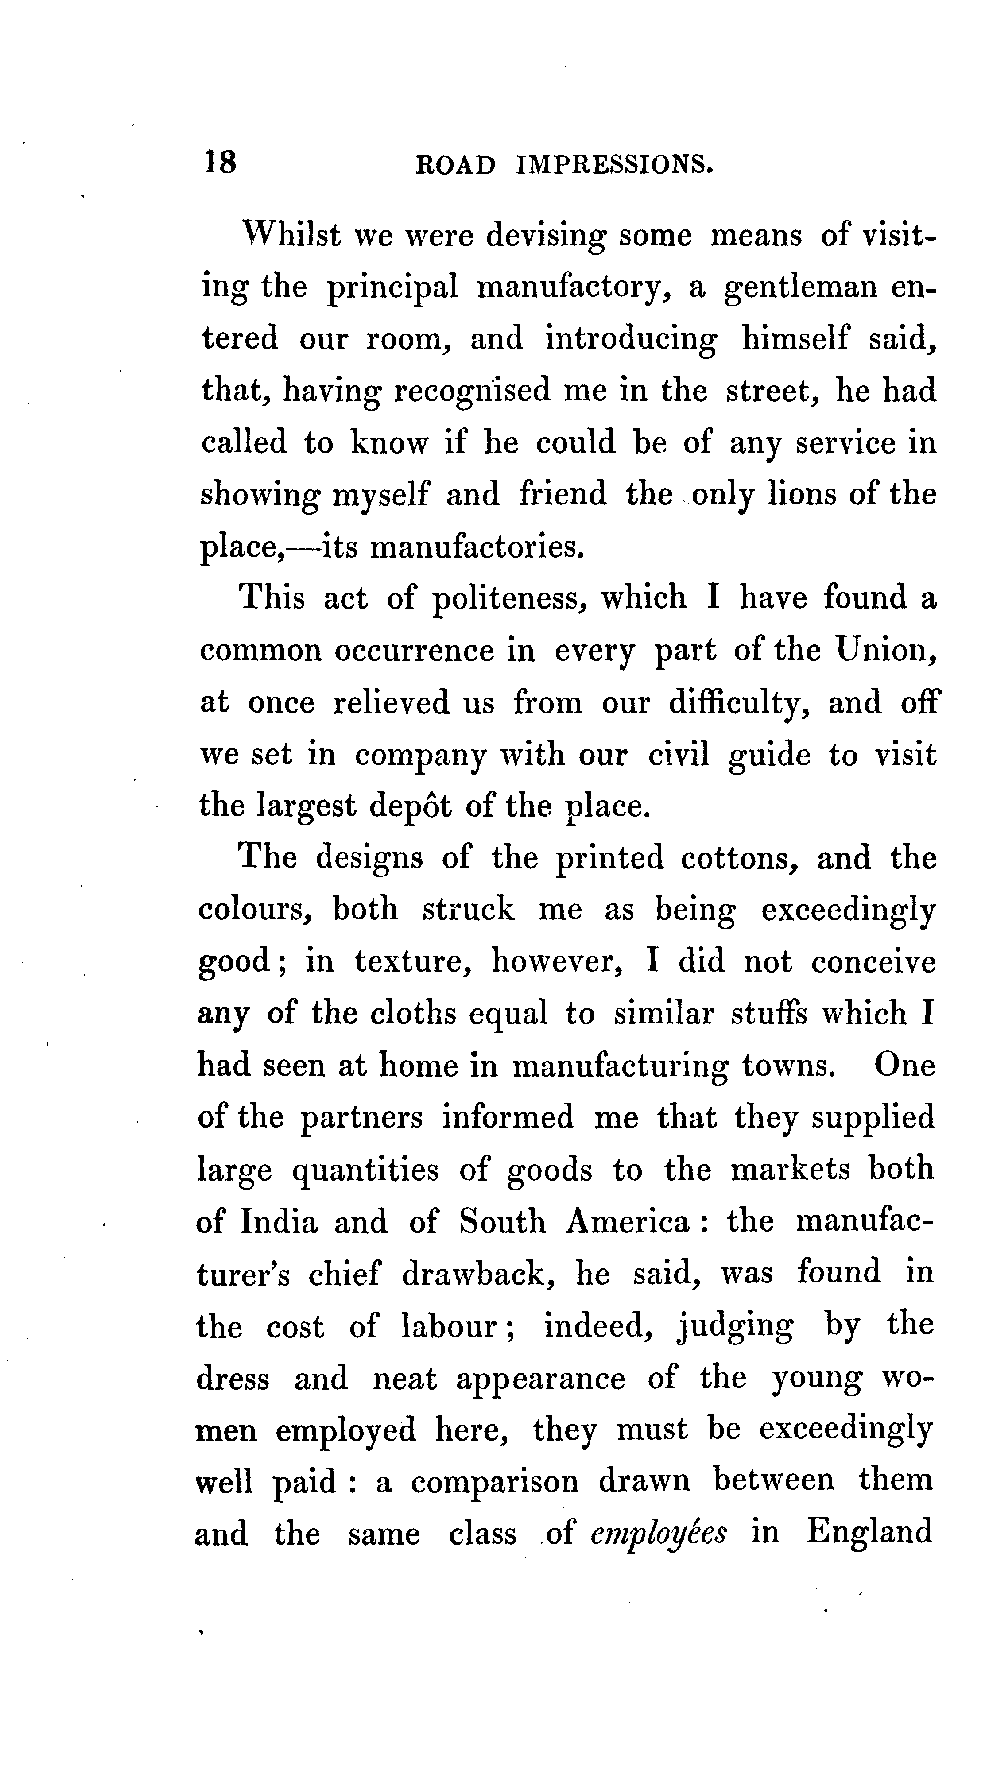 18 ROAD IMPRESSIONS.
Whilst we were devising some means of visit-
ing the principal manufactory, a gentleman en-
tered our room, and introducing himself said,
that, having recognised me in the street, he had
called to know if he could be of any service in
showing myself and friend the only lions of the
place,—its manufactories.
This act of politeness, which I have found a
common occurrence in every part of the Union,
at once relieved us from our difficulty, and off
we set in company with our civil guide to visit
the largest depôt of the place.
The designs of the printed cottons, and the
colours, both struck me as being exceedingly
good; in texture, however, I did not conceive
any of the cloths equal to similar stuffs which I
had seen at home in manufacturing towns. One
of the partners informed me that they supplied
large quantities of goods to the markets both
of India and of South America: the manufac-
turer's chief drawback, he said, was found in
the cost of labour; indeed, judging by the
dress and neat appearance of the young wo-
men employed here, they must be exceedingly
well paid: a comparison drawn between them
and the same class of employées in England